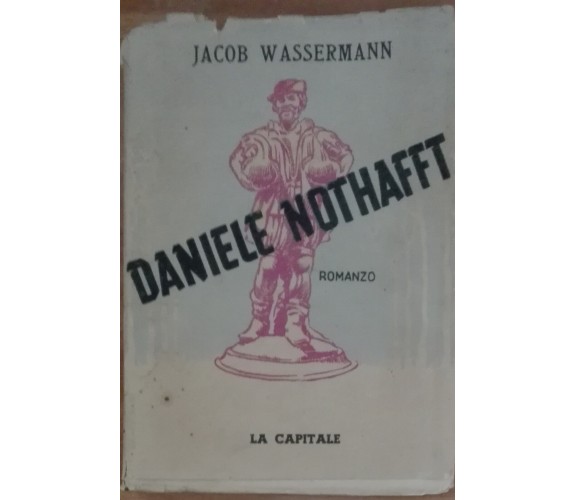 JACOB WASSERMANN
DANIELE NOTHAFFT
ROMANZO
LA CAPITALE